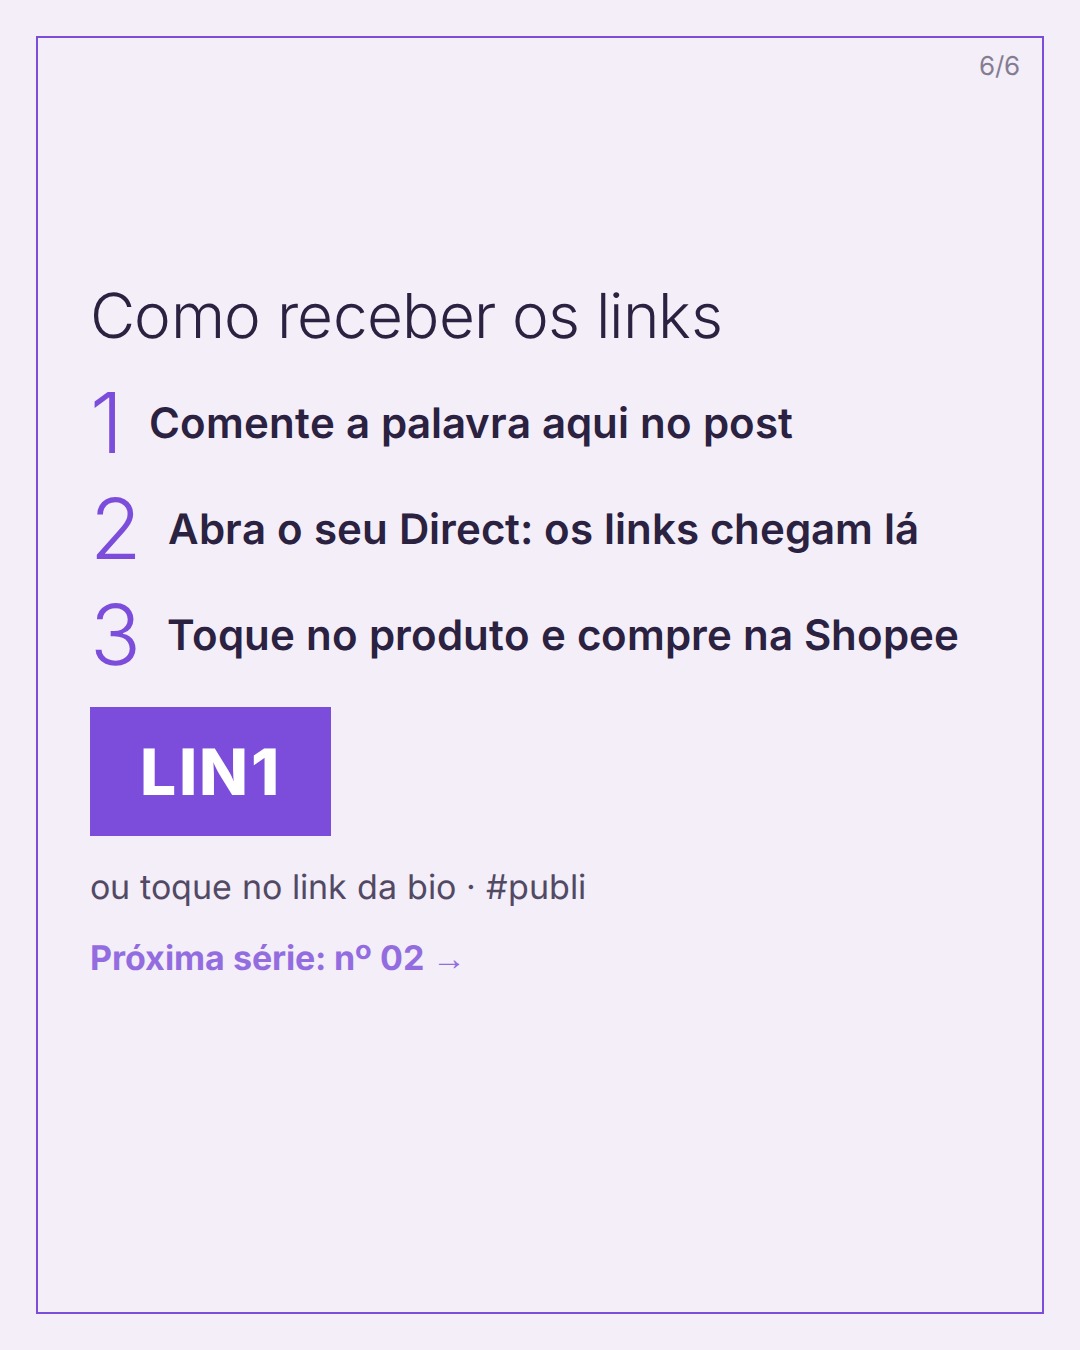 6/6
Como receber os links
1 Comente a palavra aqui no post
2 Abra o seu Direct: os links chegam lá
3 Toque no produto e compre na Shopee
LIN1
ou toque no link da bio · #publi
Próxima série: nº 02 →